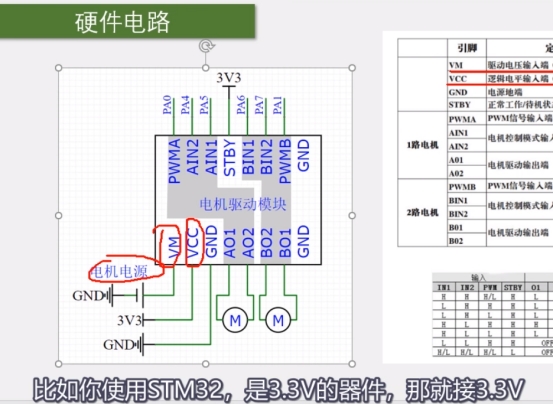 硬件电路
3V3
PA0
PA4
PA5
PA6
PA7
PA1
PWMA
AIN2
AIN1
STBY
BIN1
BIN2
PWMB
GND
电机驱动模块
VM
VCC
GND
AO1
AO2
BO2
BO1
GND
电机电源
GND
3V3
GND
M
M
引脚
VM 驱动电压输入端
VCC 逻辑电平输入端
GND 电源地端
STBY 正常工作/待机状
1路电机
PWMA PWM信号输入端
AIN1
AIN2
电机控制模式输
A01
A02
电机驱动输出端
2路电机
PWMB PWM信号输入端
BIN1
BIN2
电机控制模式输
B01
B02
电机驱动输出端
输入
IN1 IN2 PWM STBY O1
H H H/L H L
L H H H L
L H L H L
H L H H H
H L L H L
L L H H OFF
H/L H/L H/L L OFF
比如你使用STM32，是3.3V的器件，那就接3.3V